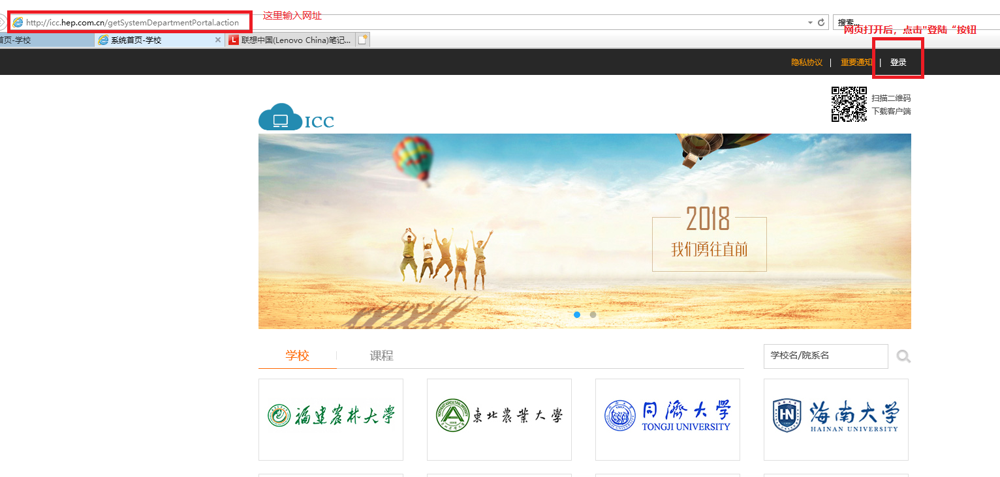 这里输入网址
http://icc.hep.com.cn/getSystemDepartmentPortal.action
搜索...
网页打开后，点击"登陆“按钮
首页-学校
系统首页-学校
联想中国(Lenovo China)笔记...
隐私协议 | 重要通知 | 登录
扫描二维码
下载客户端
ICC
2018
我们勇往直前
学校
课程
学校名/院系名
福建农林大学
東北農業大學
同濟大学
TONGJI UNIVERSITY
海南大学
HAINAN UNIVERSITY
HN